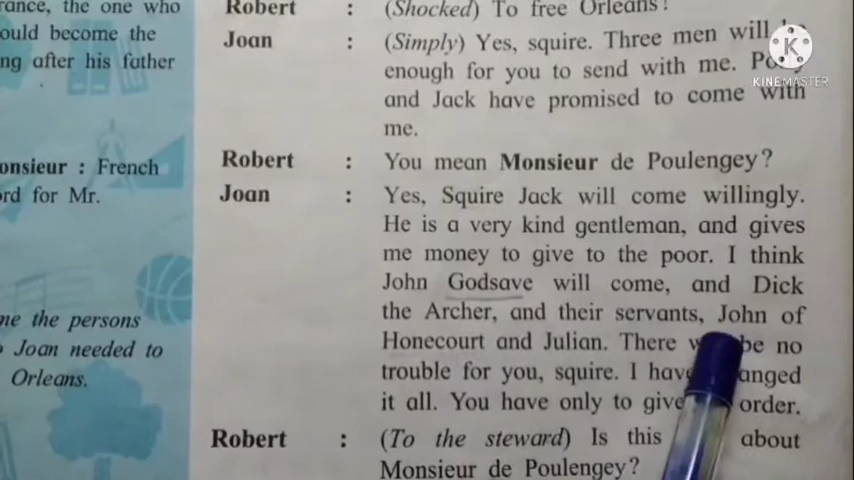 rance, the one who
ould become the
ng after his father
onsieur : French
rd for Mr.
me the persons
Joan needed to
Orleans.
Robert : (Shocked) To free Orleans!
Joan : (Simply) Yes, squire. Three men will be
enough for you to send with me.
and Jack have promised to come with
me.
Robert : You mean Monsieur de Poulengey?
Joan : Yes, Squire Jack will come willingly.
He is a very kind gentleman, and gives
me money to give to the poor. I think
John Godsave will come, and Dick
the Archer, and their servants, John of
Honecourt and Julian. There be no
trouble for you, squire. I have anged
it all. You have only to give order.
Robert : (To the steward) Is this about
Monsieur de Poulengey?
KINEMASTER